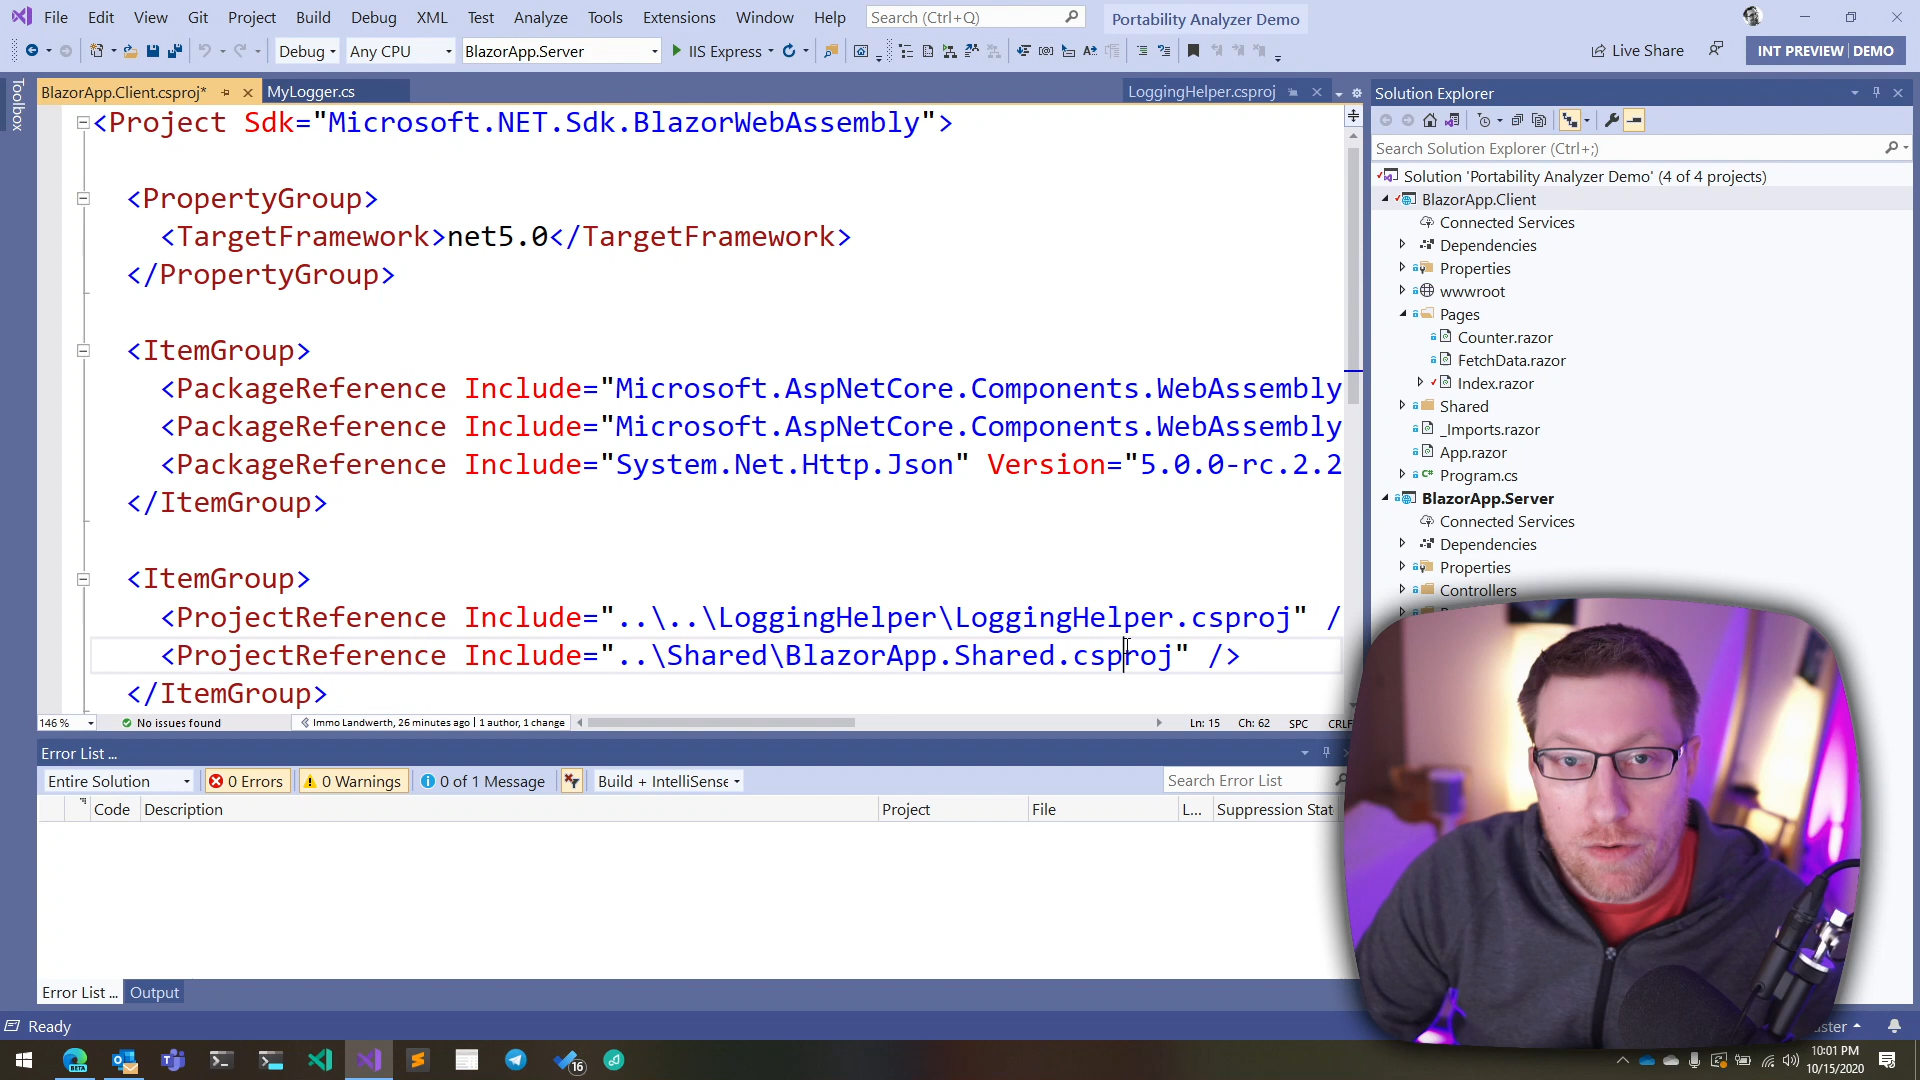 File Edit View Git Project Build Debug XML Test Analyze Tools Extensions Window Help Search (Ctrl+Q) Portability Analyzer Demo
Debug Any CPU BlazorApp.Server IIS Express Live Share INT PREVIEW | DEMO
Toolbox
BlazorApp.Client.csproj* MyLogger.cs LoggingHelper.csproj
<Project Sdk="Microsoft.NET.Sdk.BlazorWebAssembly">
<PropertyGroup>
<TargetFramework>net5.0</TargetFramework>
</PropertyGroup>
<ItemGroup>
<PackageReference Include="Microsoft.AspNetCore.Components.WebAssembly
<PackageReference Include="Microsoft.AspNetCore.Components.WebAssembly
<PackageReference Include="System.Net.Http.Json" Version="5.0.0-rc.2.2
</ItemGroup>
<ItemGroup>
<ProjectReference Include="..\..\LoggingHelper\LoggingHelper.csproj" /
<ProjectReference Include="..\Shared\BlazorApp.Shared.csproj" />
</ItemGroup>
146 % No issues found Immo Landwerth, 26 minutes ago | 1 author, 1 change Ln: 15 Ch: 62 SPC CRLF
Error List ...
Entire Solution 0 Errors 0 Warnings 0 of 1 Message Build + IntelliSense Search Error List
Code Description Project File L... Suppression Stat
Error List ... Output
Ready
Solution Explorer
Search Solution Explorer (Ctrl+;)
Solution 'Portability Analyzer Demo' (4 of 4 projects)
BlazorApp.Client
Connected Services
Dependencies
Properties
wwwroot
Pages
Counter.razor
FetchData.razor
Index.razor
Shared
_Imports.razor
App.razor
Program.cs
BlazorApp.Server
Connected Services
Dependencies
Properties
Controllers
BETA
16
10:01 PM
10/15/2020